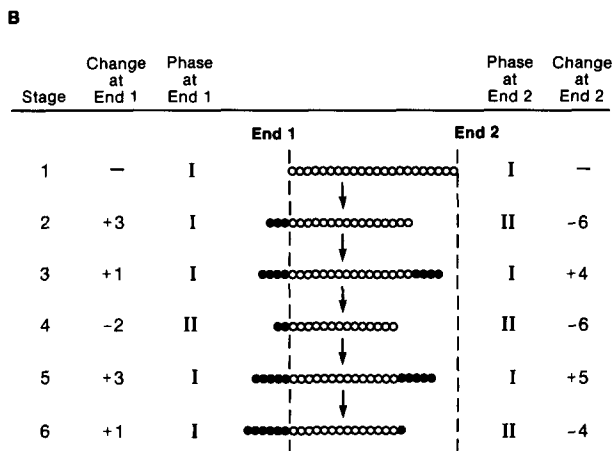 B
Stage Change at End 1 Phase at End 1 Phase at End 2 Change at End 2
End 1 End 2
1 – I I –
2 +3 I II -6
3 +1 I I +4
4 -2 II II -6
5 +3 I I +5
6 +1 I II -4